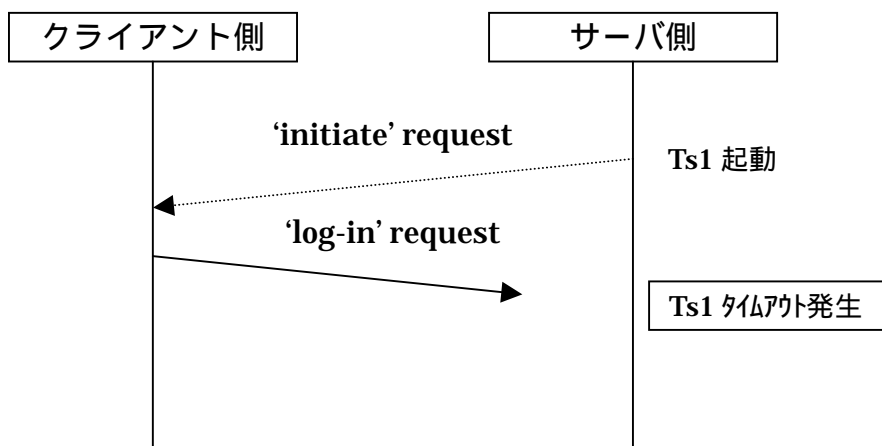 クライアント側
サーバ側
‘initiate’ request
Ts1 起動
‘log-in’ request
Ts1 ﾀｲﾑｱｳﾄ発生